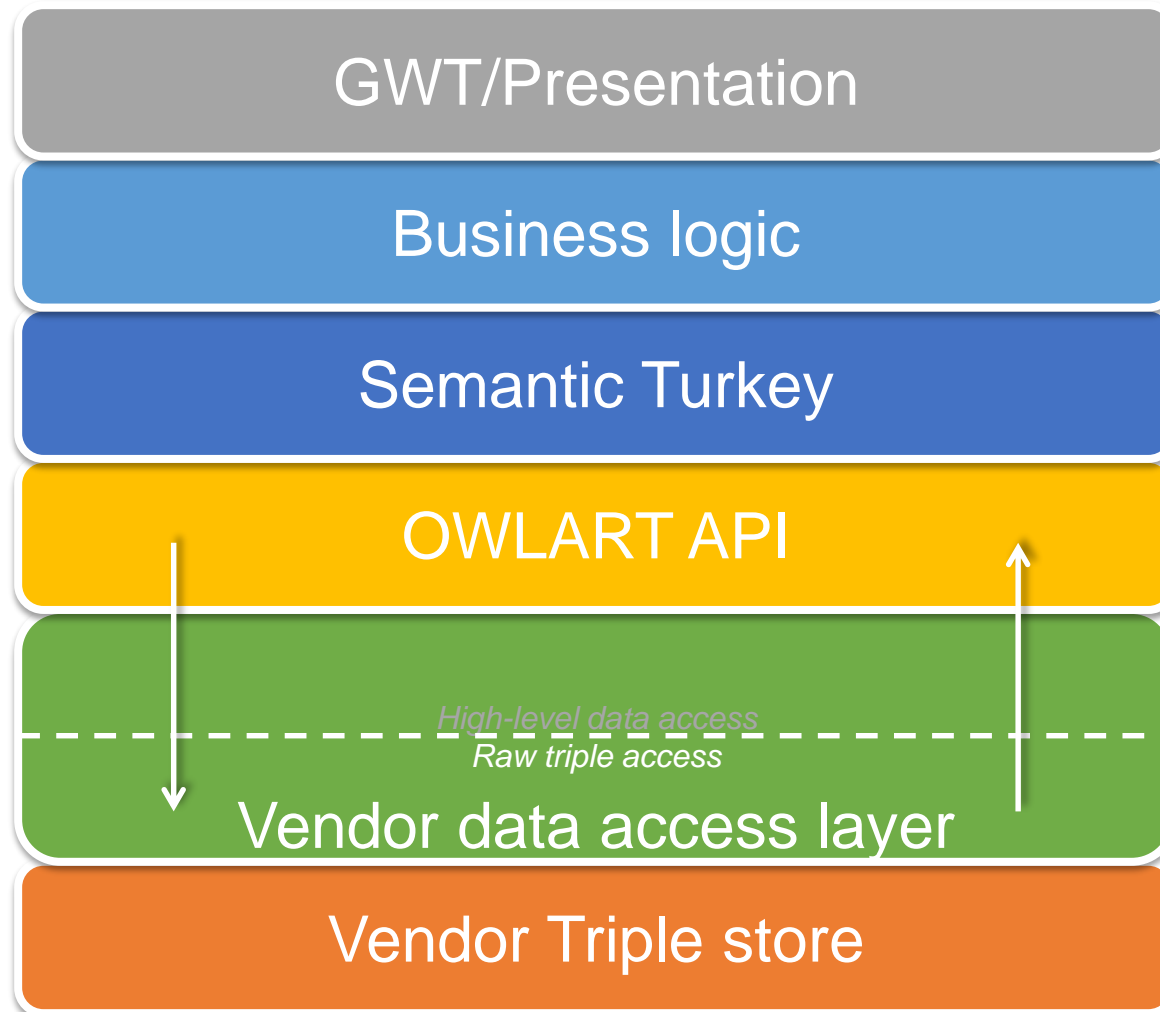 GWT/Presentation
Business logic
Semantic Turkey
OWLART API
High-level data access
Raw triple access
Vendor data access layer
Vendor Triple store